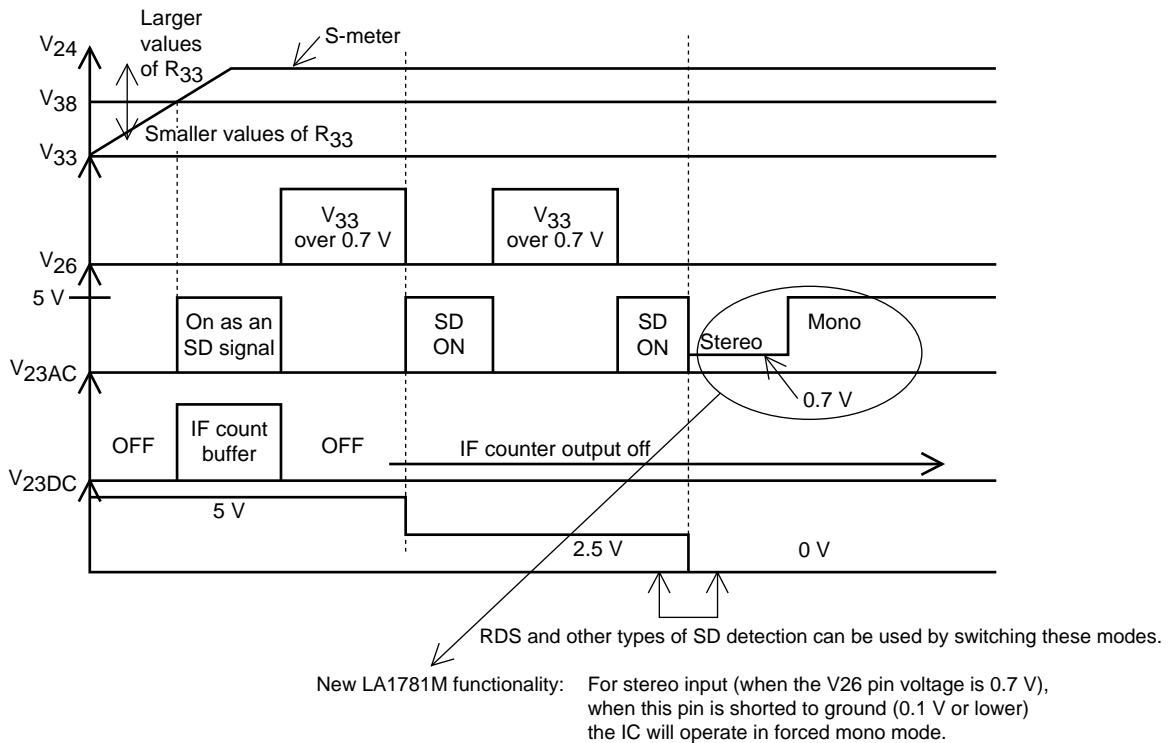 Larger
values
of R33
V24
S-meter
V38
Smaller values of R33
V33
V33
over 0.7 V
V33
over 0.7 V
V26
5 V
On as an
SD signal
SD
ON
SD
ON
Stereo
Mono
V23AC
0.7 V
OFF
IF count
buffer
OFF
IF counter output off
V23DC
5 V
2.5 V
0 V
RDS and other types of SD detection can be used by switching these modes.
New LA1781M functionality: For stereo input (when the V26 pin voltage is 0.7 V),
when this pin is shorted to ground (0.1 V or lower)
the IC will operate in forced mono mode.